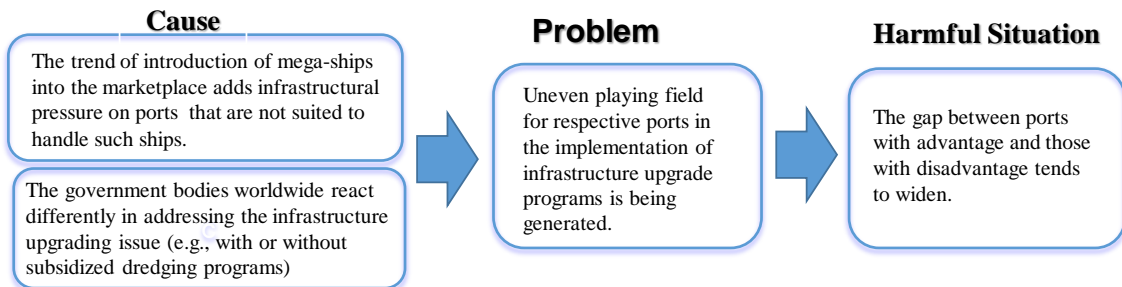 Cause
The trend of introduction of mega-ships
into the marketplace adds infrastructural
pressure on ports that are not suited to
handle such ships.
The government bodies worldwide react
differently in addressing the infrastructure
upgrading issue (e.g., with or without
subsidized dredging programs)
Problem
Uneven playing field
for respective ports in
the implementation of
infrastructure upgrade
programs is being
generated.
Harmful Situation
The gap between ports
with advantage and those
with disadvantage tends
to widen.